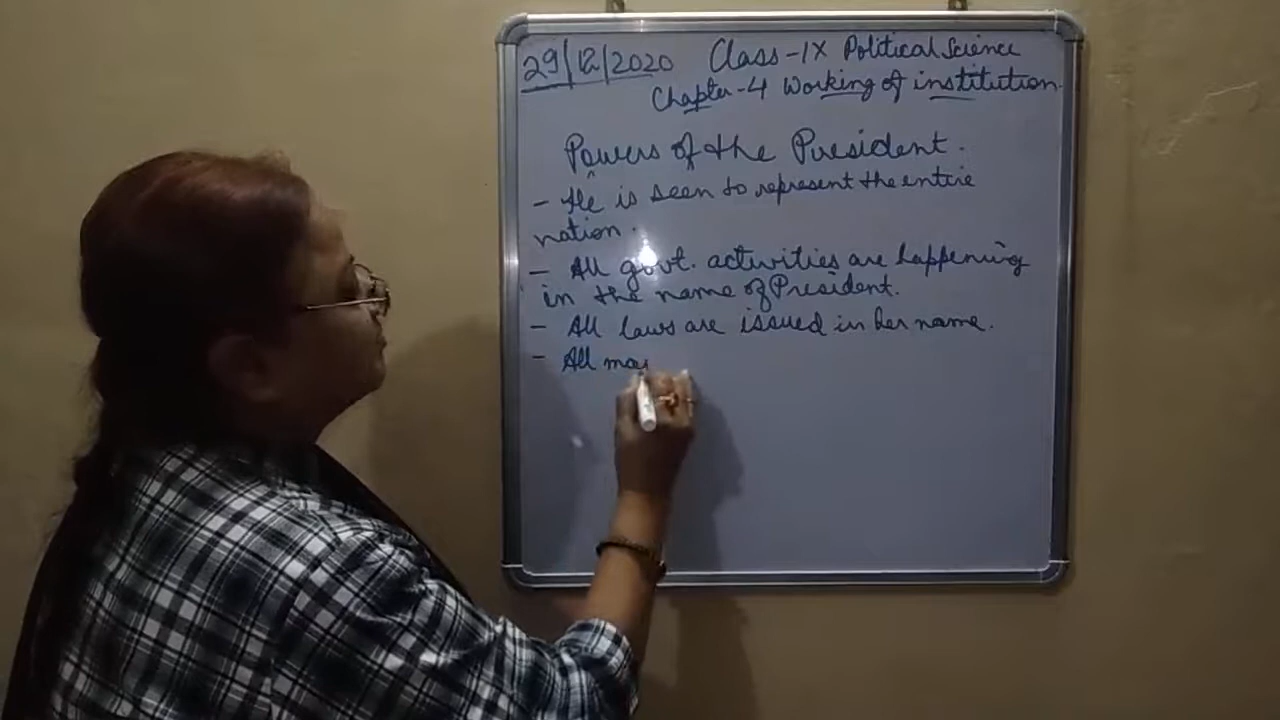 29/12/2020 Class-IX Political Science
Chapter-4 Working of institution.
Powers of the President.
- He is seen to represent the entire
nation.
- All govt. activities are happening
in the name of President.
- All laws are issued in her name.
- All